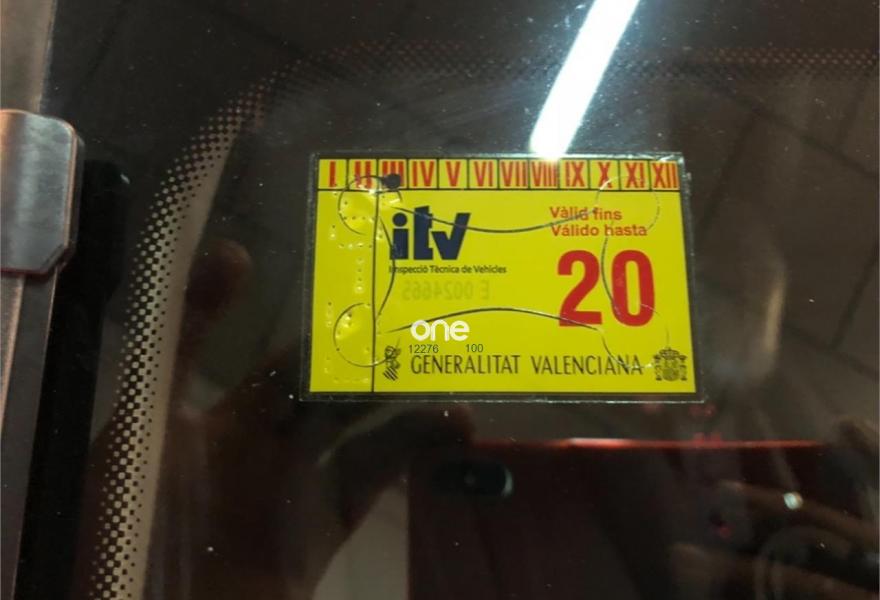 I II III IV V VI VII VIII IX X XI XII
itv
Inspecció Tècnica de Vehicles
Vàlid fins
Válido hasta
20
E 0024665
one
12276 100
GENERALITAT VALENCIANA